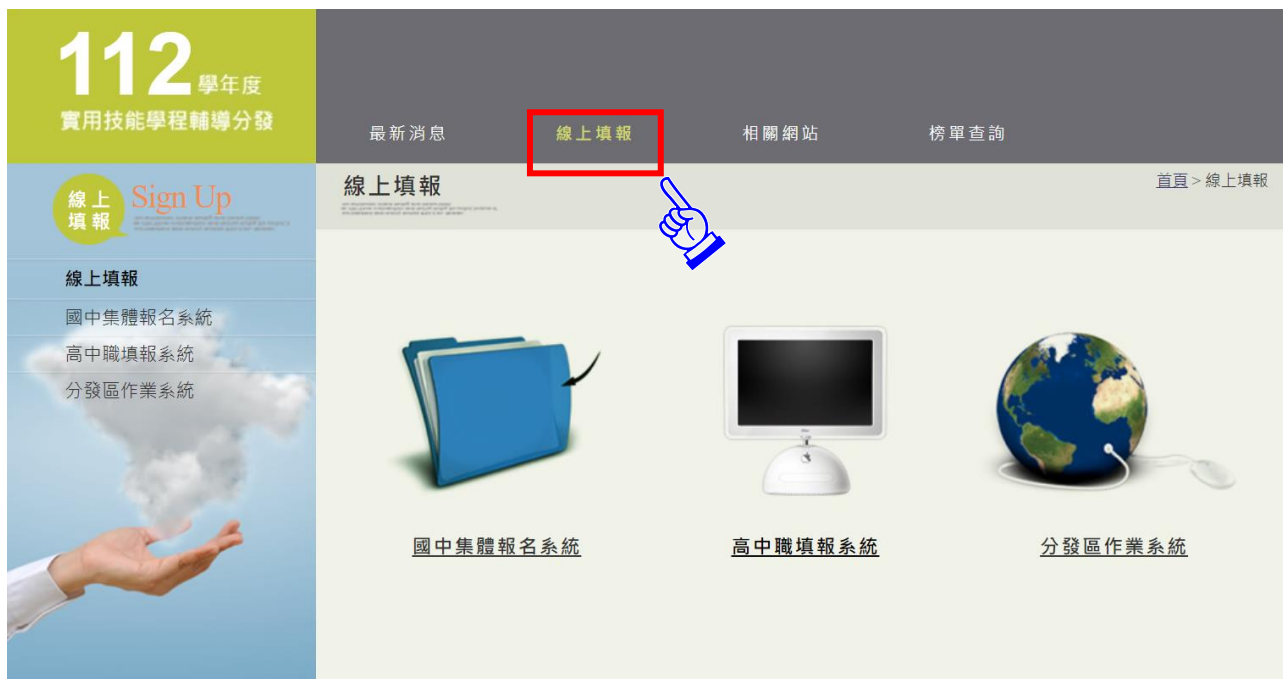 112學年度
實用技能學程輔導分發
最新消息
線上填報
相關網站
榜單查詢
線上
填報
Sign Up
線上填報
國中集體報名系統
高中職填報系統
分發區作業系統
線上填報
首頁 > 線上填報
國中集體報名系統
高中職填報系統
分發區作業系統